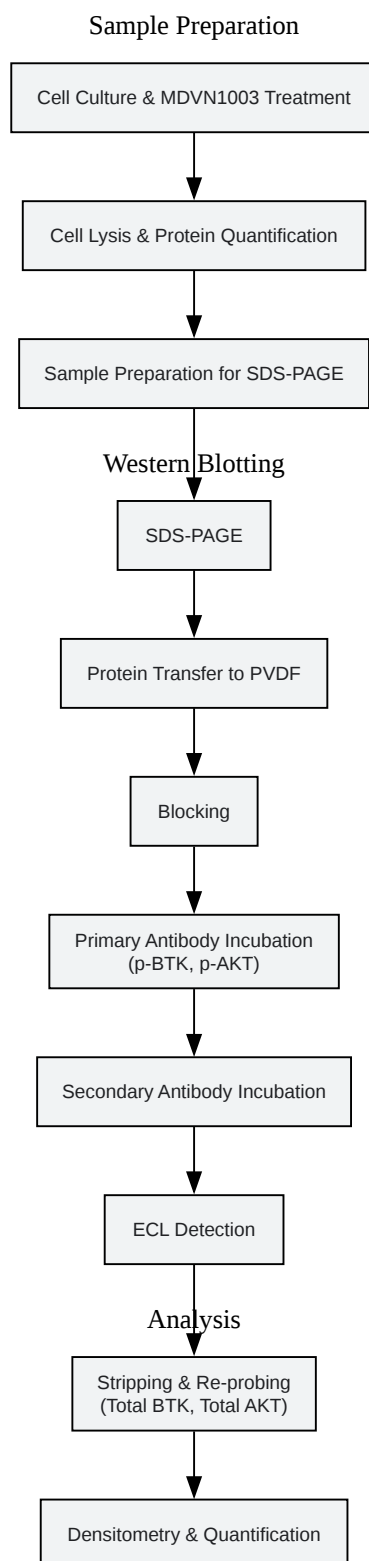 Sample Preparation
Cell Culture & MDVN1003 Treatment
Cell Lysis & Protein Quantification
Sample Preparation for SDS-PAGE
Western Blotting
SDS-PAGE
Protein Transfer to PVDF
Blocking
Primary Antibody Incubation
(p-BTK, p-AKT)
Secondary Antibody Incubation
ECL Detection
Analysis
Stripping & Re-probing
(Total BTK, Total AKT)
Densitometry & Quantification